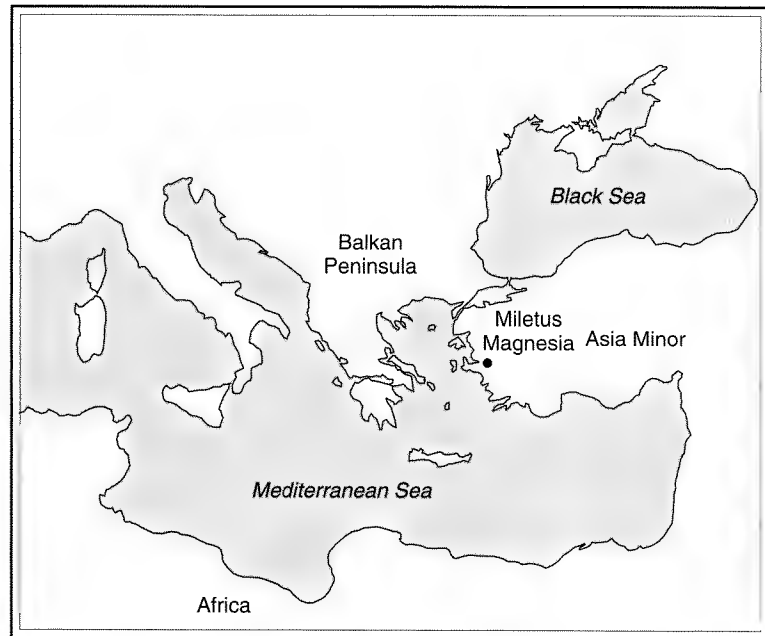 Black Sea
Balkan
Peninsula
Miletus
Magnesia
Asia Minor
Mediterranean Sea
Africa